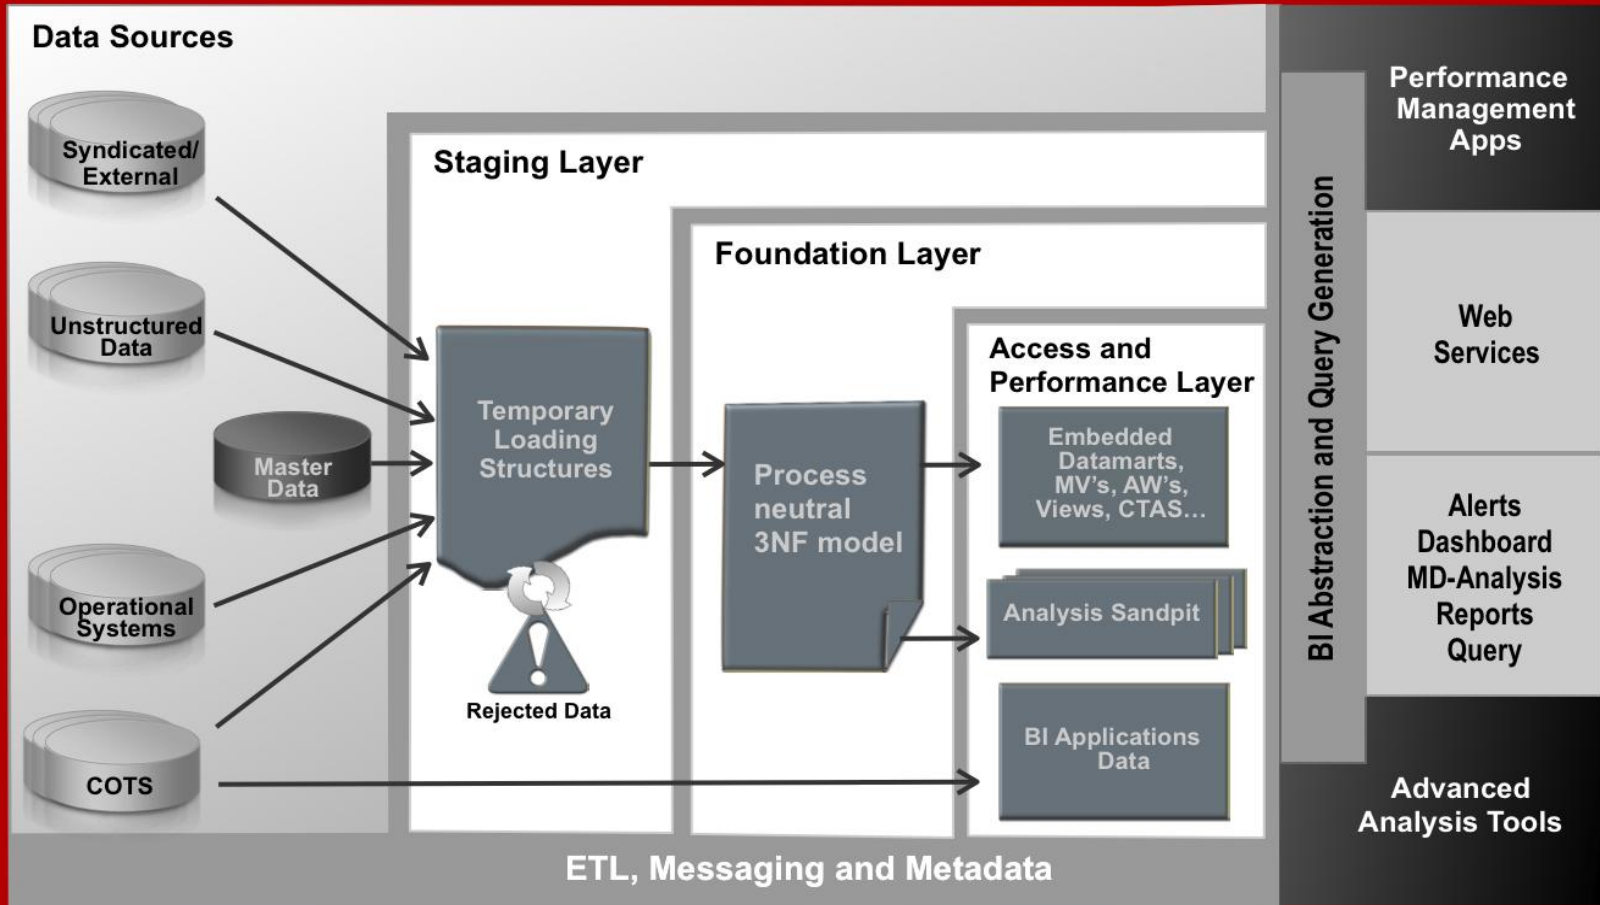 Data Sources
Syndicated/
External
Unstructured
Data
Master
Data
Operational
Systems
COTS
Staging Layer
Temporary
Loading
Structures
Rejected Data
Foundation Layer
Process
neutral
3NF model
Access and
Performance Layer
Embedded
Datamarts,
MV's, AW's,
Views, CTAS...
Analysis Sandpit
BI Applications
Data
BI Abstraction and Query Generation
Performance
Management
Apps
Web
Services
Alerts
Dashboard
MD-Analysis
Reports
Query
Advanced
Analysis Tools
ETL, Messaging and Metadata